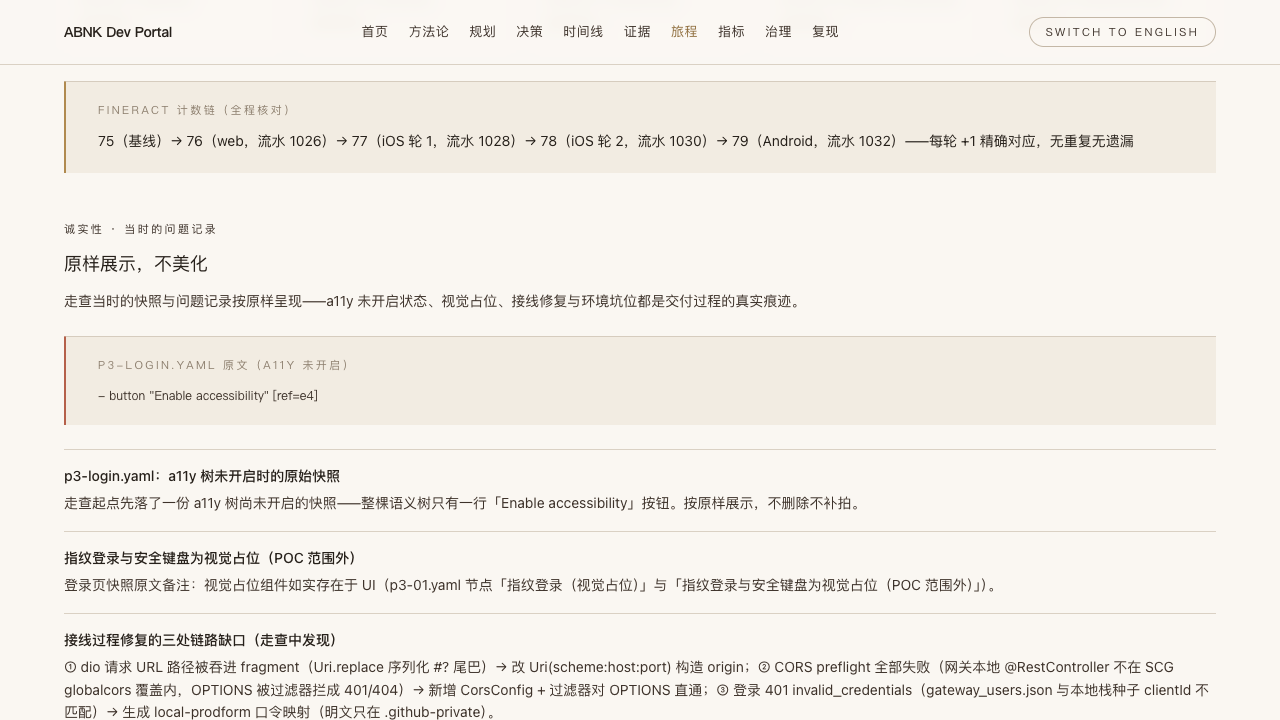 ABNK Dev Portal
首页 方法论 规划 决策 时间线 证据 旅程 指标 治理 复现
SWITCH TO ENGLISH
FINERACT 计数链（全程核对）
75（基线）→ 76（web，流水 1026）→ 77（iOS 轮 1，流水 1028）→ 78（iOS 轮 2，流水 1030）→ 79（Android，流水 1032）——每轮 +1 精确对应，无重复无遗漏
诚实性 · 当时的问题记录
原样展示，不美化
走查当时的快照与问题记录按原样呈现——a11y 未开启状态、视觉占位、接线修复与环境坑位都是交付过程的真实痕迹。
P3-LOGIN.YAML 原文（A11Y 未开启）
– button "Enable accessibility" [ref=e4]
p3-login.yaml：a11y 树未开启时的原始快照
走查起点先落了一份 a11y 树尚未开启的快照——整棵语义树只有一行「Enable accessibility」按钮。按原样展示，不删除不补拍。
指纹登录与安全键盘为视觉占位（POC 范围外）
登录页快照原文备注：视觉占位组件如实存在于 UI（p3-01.yaml 节点「指纹登录（视觉占位）」与「指纹登录与安全键盘为视觉占位（POC 范围外）」）。
接线过程修复的三处链路缺口（走查中发现）
① dio 请求 URL 路径被吞进 fragment（Uri.replace 序列化 #? 尾巴）→ 改 Uri(scheme:host:port) 构造 origin；② CORS preflight 全部失败（网关本地 @RestController 不在 SCG
globalcors 覆盖内，OPTIONS 被过滤器拦成 401/404）→ 新增 CorsConfig + 过滤器对 OPTIONS 直通；③ 登录 401 invalid_credentials（gateway_users.json 与本地栈种子 clientId 不
匹配）→ 生成 local-prodform 口令映射（明文只在 .github-private）。